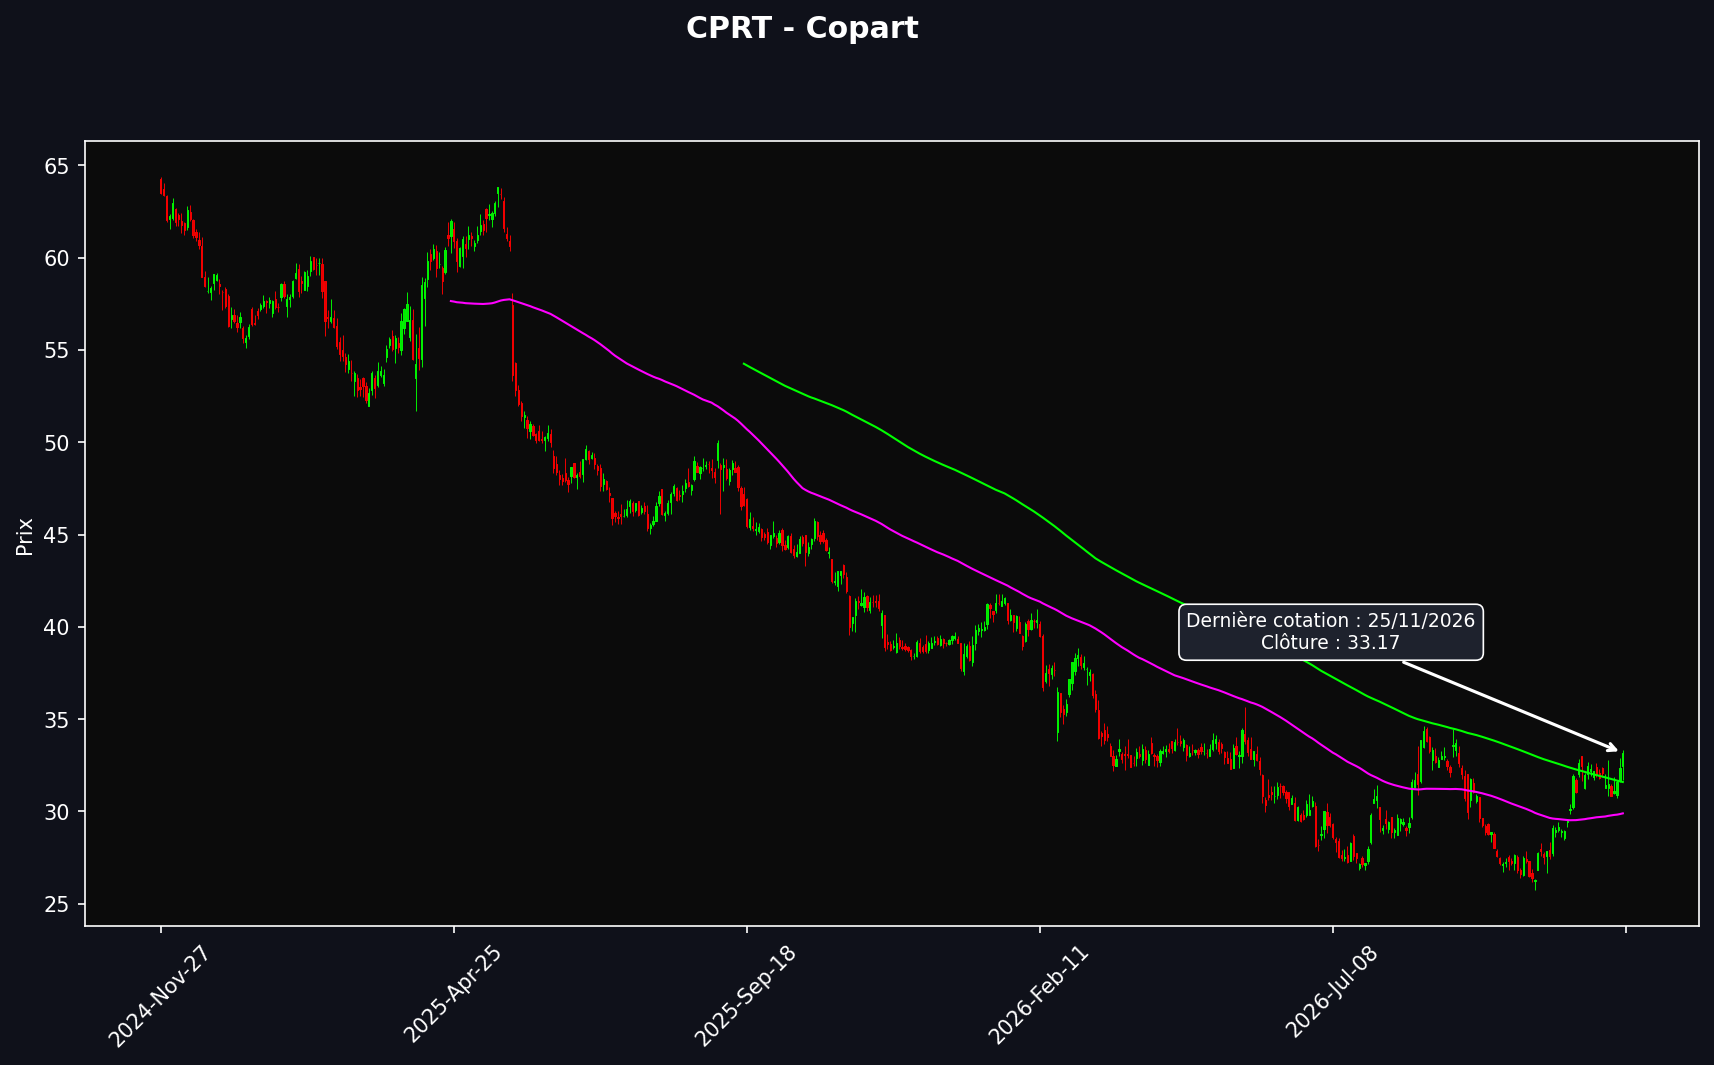 CPRT - Copart
65
60
55
50
45
40
35
30
25
Prix
Dernière cotation : 25/11/2026
Clôture : 33.17
2024-Nov-27
2025-Apr-25
2025-Sep-18
2026-Feb-11
2026-Jul-08